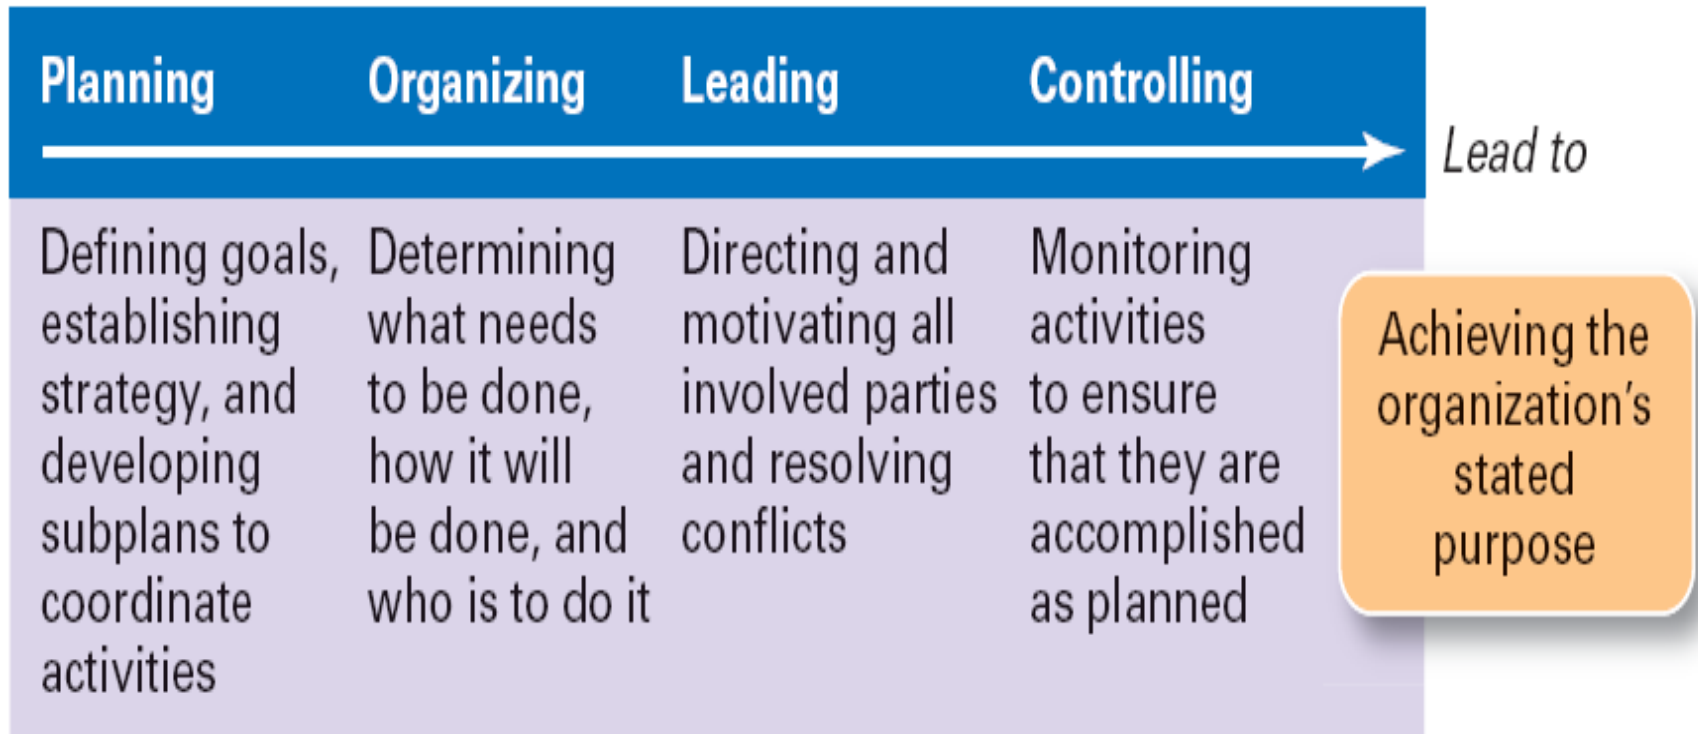 Planning
Organizing
Leading
Controlling
Lead to
Defining goals,
establishing
strategy, and
developing
subplans to
coordinate
activities
Determining
what needs
to be done,
how it will
be done, and
who is to do it
Directing and
motivating all
involved parties
and resolving
conflicts
Monitoring
activities
to ensure
that they are
accomplished
as planned
Achieving the
organization's
stated
purpose